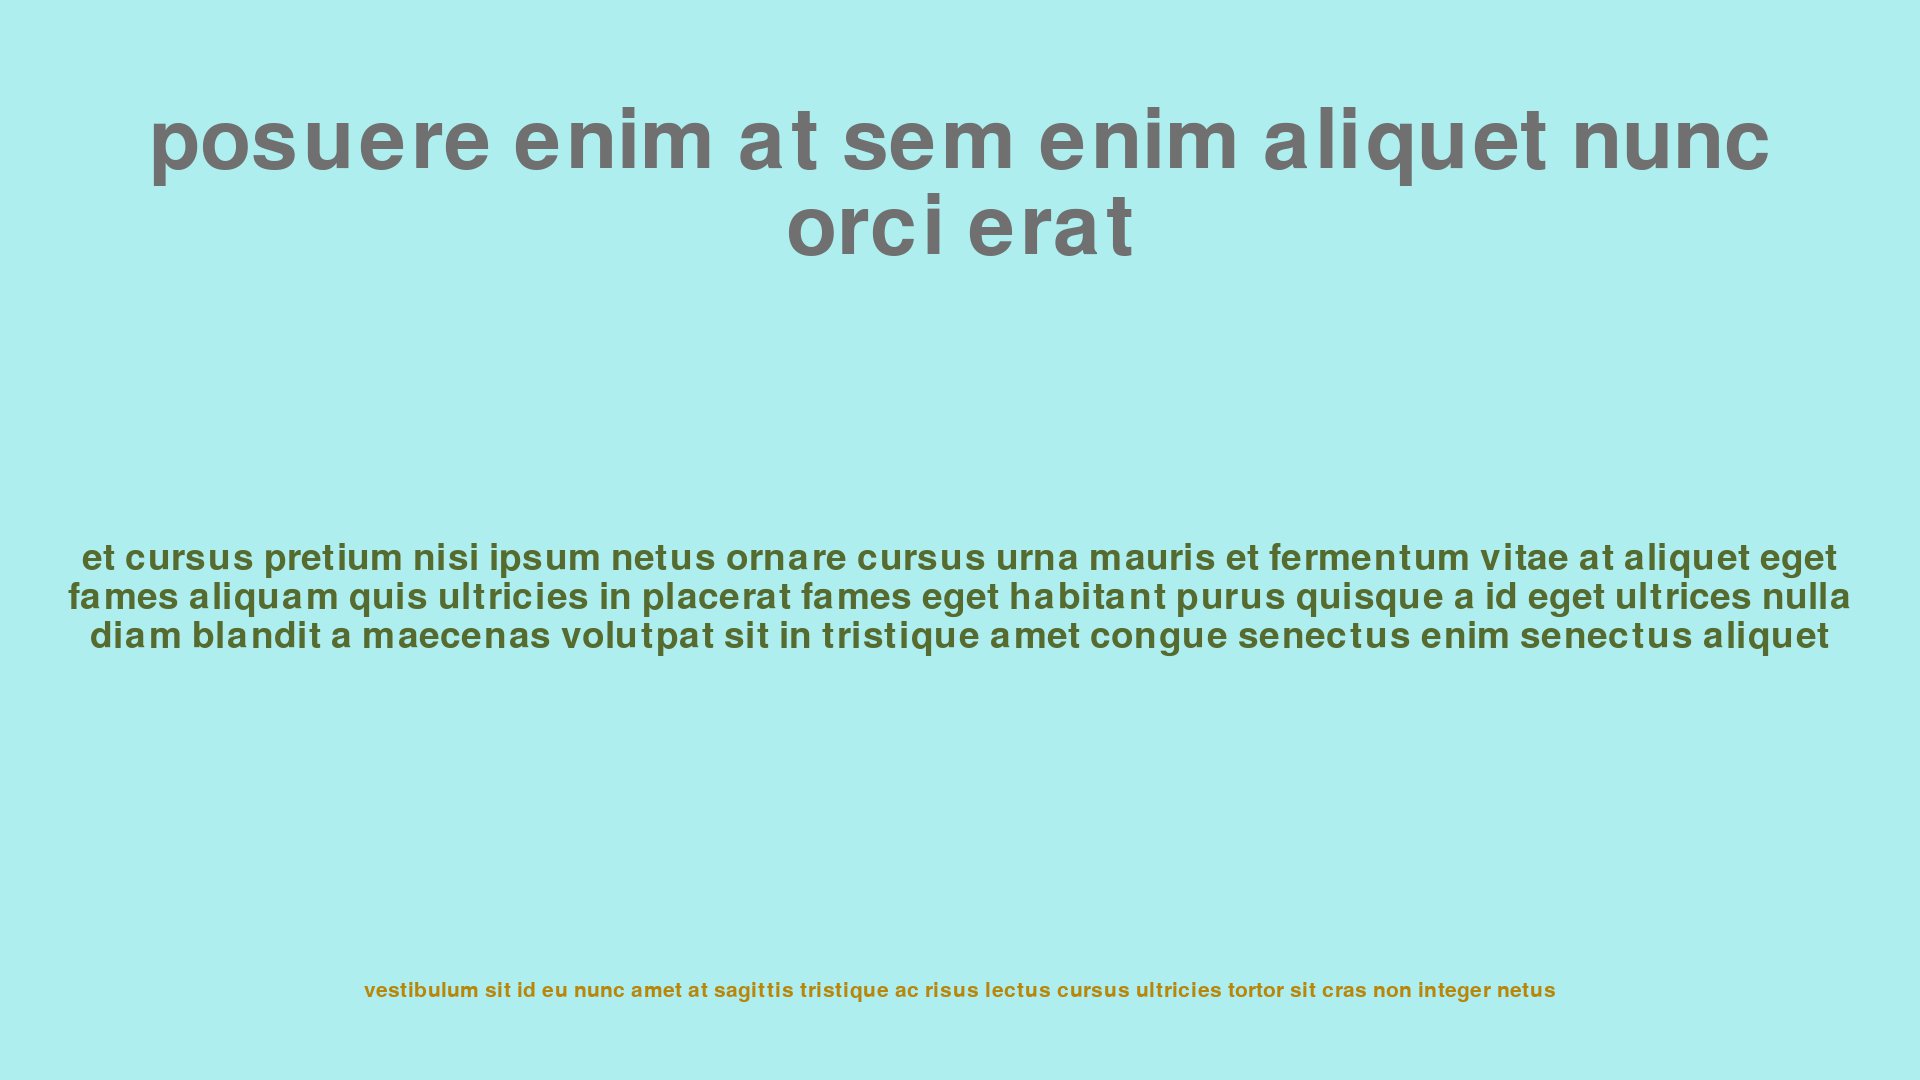 posuere enim at sem enim aliquet nunc
orci erat
et cursus pretium nisi ipsum netus ornare cursus urna mauris et fermentum vitae at aliquet eget
fames aliquam quis ultricies in placerat fames eget habitant purus quisque a id eget ultrices nulla
diam blandit a maecenas volutpat sit in tristique amet congue senectus enim senectus aliquet
vestibulum sit id eu nunc amet at sagittis tristique ac risus lectus cursus ultricies tortor sit cras non integer netus